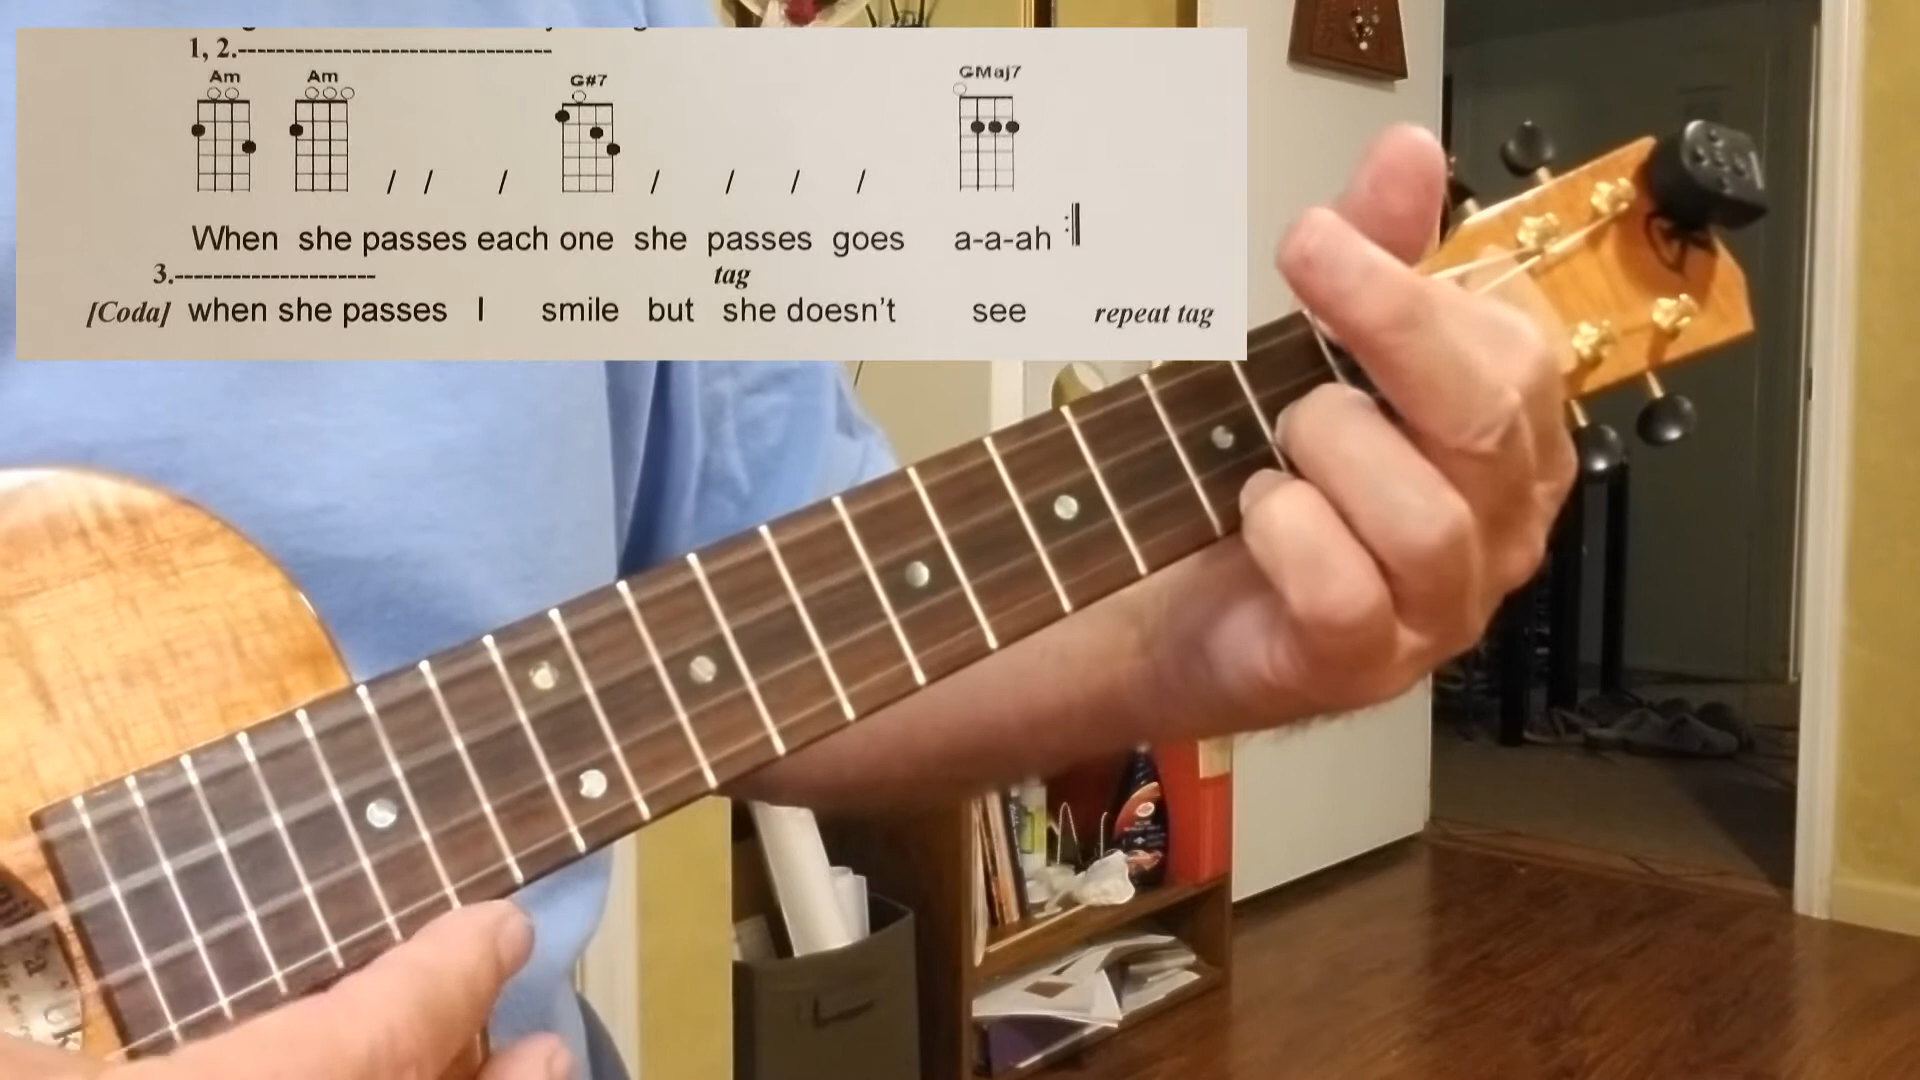 1, 2.---------------------------------
Am Am G#7 GMaj7
/ / / / / / /
When she passes each one she passes goes a-a-ah :||
3.--------------------- tag
[Coda] when she passes I smile but she doesn't see repeat tag